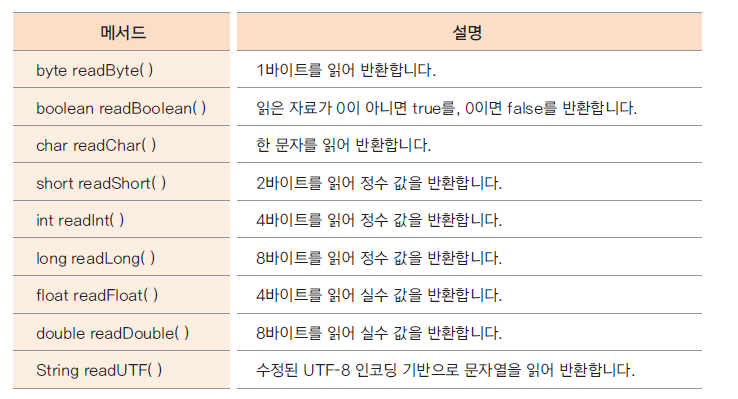 메서드 설명
byte readByte( ) 1바이트를 읽어 반환합니다.
boolean readBoolean( ) 읽은 자료가 0이 아니면 true를, 0이면 false를 반환합니다.
char readChar( ) 한 문자를 읽어 반환합니다.
short readShort( ) 2바이트를 읽어 정수 값을 반환합니다.
int readInt( ) 4바이트를 읽어 정수 값을 반환합니다.
long readLong( ) 8바이트를 읽어 정수 값을 반환합니다.
float readFloat( ) 4바이트를 읽어 실수 값을 반환합니다.
double readDouble( ) 8바이트를 읽어 실수 값을 반환합니다.
String readUTF( ) 수정된 UTF-8 인코딩 기반으로 문자열을 읽어 반환합니다.